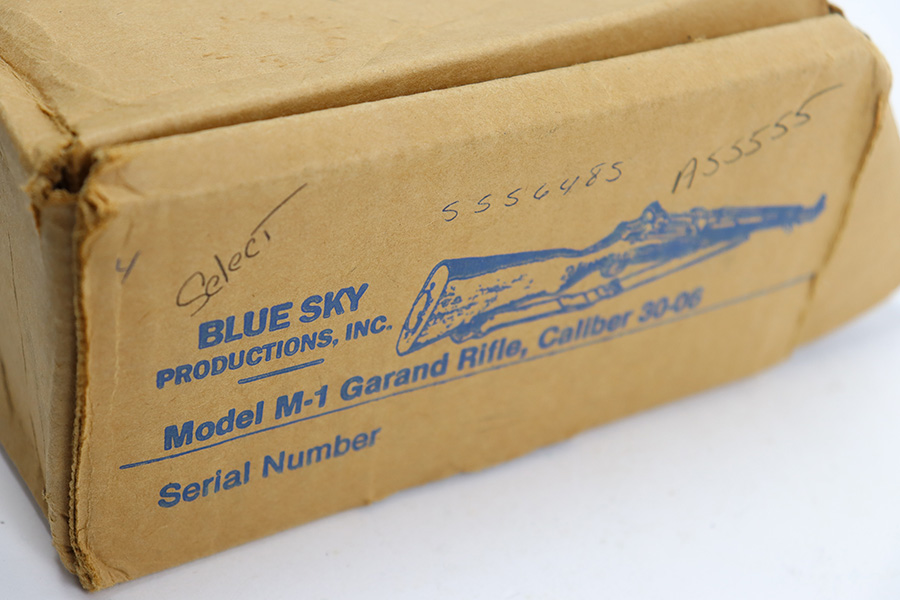 4
Select
5556485
A55555
BLUE SKY
PRODUCTIONS, INC.
Model M-1 Garand Rifle, Caliber 30-06
Serial Number